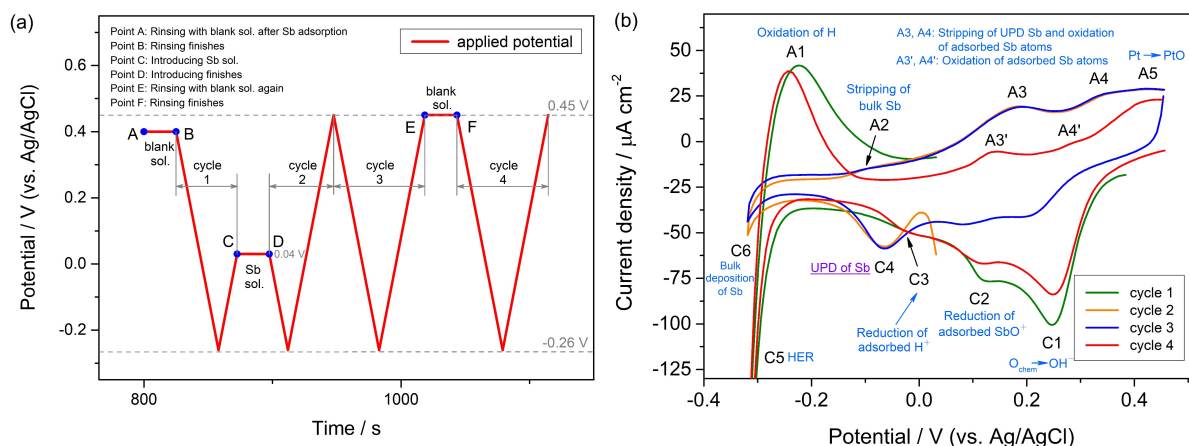 (a)
Point A: Rinsing with blank sol. after Sb adsorption
Point B: Rinsing finishes
Point C: Introducing Sb sol.
Point D: Introducing finishes
Point E: Rinsing with blank sol. again
Point F: Rinsing finishes
applied potential
blank
sol.
0.45 V
A
B
blank
sol.
E
F
cycle
1
cycle
2
cycle
3
cycle
4
C
D
0.04 V
Sb
sol.
-0.26 V
0.6
0.4
0.2
0.0
-0.2
800
1000
Potential / V (vs. Ag/AgCl)
Time / s
(b)
Oxidation of H
A1
A3, A4: Stripping of UPD Sb and oxidation
of adsorbed Sb atoms
A3', A4': Oxidation of adsorbed Sb atoms
Pt → PtO
Stripping of
bulk Sb
A2
A3
A4
A5
A3'
A4'
C6
Bulk
deposition
of Sb
UPD of Sb
C4
C3
C2
Reduction of
adsorbed SbO⁺
Reduction of
adsorbed H⁺
C1
C5 HER
O_chem → OH⁻
cycle 1
cycle 2
cycle 3
cycle 4
50
25
0
-25
-50
-75
-100
-125
-0.4
-0.2
0.0
0.2
0.4
Current density / µA cm⁻²
Potential / V (vs. Ag/AgCl)